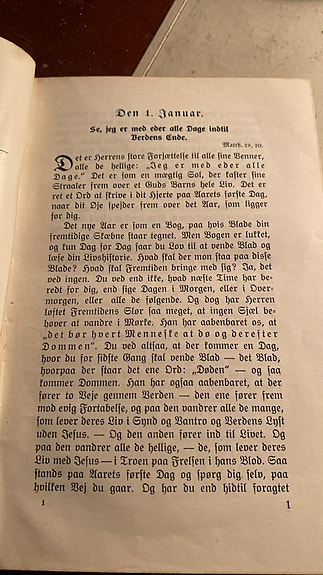 Den 1. Januar.
Se, jeg er med eder alle Dage indtil
Verdens Ende.
Matth. 28, 20.
Det er Herrens store Forjættelse til alle sine Venner,
alle de hellige: „Jeg er med eder alle
Dage.“ Det er som en mægtig Sol, der kaster sine
Straaler frem over et Guds Barns hele Liv. Det er
et Ord at skrive i dit Hjerte paa Aarets første Dag,
naar dit Øje spejder frem over det Aar, som ligger
før dig.
Det nye Aar er som en Bog, paa hvis Blade din
fremtidige Skæbne staar tegnet. Men Bogen er lukket,
og kun Dag for Dag faar du Lov til at vende Blad og
læse din Livshistorie. Hvad skal der mon staa paa disse
Blade? Hvad skal Fremtiden bringe med sig? Ja, det
ved ingen. Du ved end ikke, hvad næste Time har be-
redt for dig, end sige Dagen i Morgen, eller i Over-
morgen, eller alle de følgende. Og dog har Herren
løftet Fremtidens Slør saa meget, at ingen Sjæl be-
høver at vandre i Mørke. Han har aabenbaret os, at
„det bør hvert Menneske at dø og derefter
Dommen“. Du ved altsaa, at der kommer en Dag,
hvor du for sidste Gang skal vende Blad — det Blad,
hvorpaa der staar det ene Ord: „Døden“ — og saa
kommer Dommen. Han har ogsaa aabenbaret, at der
fører to Veje gennem Verden — den ene fører frem
mod evig Fortabelse, og paa den vandrer alle de mange,
som lever deres Liv i Synd og Vantro og Verdens Lyst
uden Jesus. — Og den anden fører ind til Livet. Og
paa den vandrer alle de hellige, — de, som lever deres
Liv med Jesus — i Troen paa Frelsen i hans Blod. Saa
stands paa Aarets første Dag og spørg dig selv, paa
hvilken Vej du gaar. Og har du end hidtil foragtet
1
1